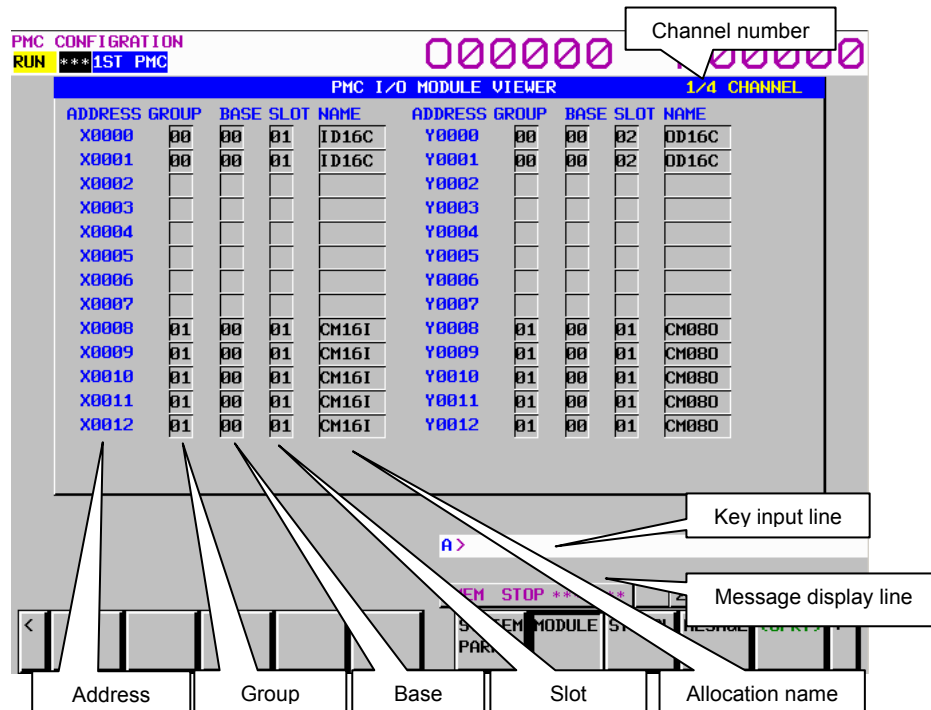 PMC CONFIGRATION
RUN ***1ST PMC
O00000
00000
Channel number
PMC I/O MODULE VIEWER 1/4 CHANNEL
ADDRESS GROUP BASE SLOT NAME ADDRESS GROUP BASE SLOT NAME
X0000 00 00 01 ID16C Y0000 00 00 02 OD16C
X0001 00 00 01 ID16C Y0001 00 00 02 OD16C
X0002 Y0002
X0003 Y0003
X0004 Y0004
X0005 Y0005
X0006 Y0006
X0007 Y0007
X0008 01 00 01 CM16I Y0008 01 00 01 CM08O
X0009 01 00 01 CM16I Y0009 01 00 01 CM08O
X0010 01 00 01 CM16I Y0010 01 00 01 CM08O
X0011 01 00 01 CM16I Y0011 01 00 01 CM08O
X0012 01 00 01 CM16I Y0012 01 00 01 CM08O
Key input line
A>
Message display line
STOP
< MODULE +
Address Group Base Slot Allocation name